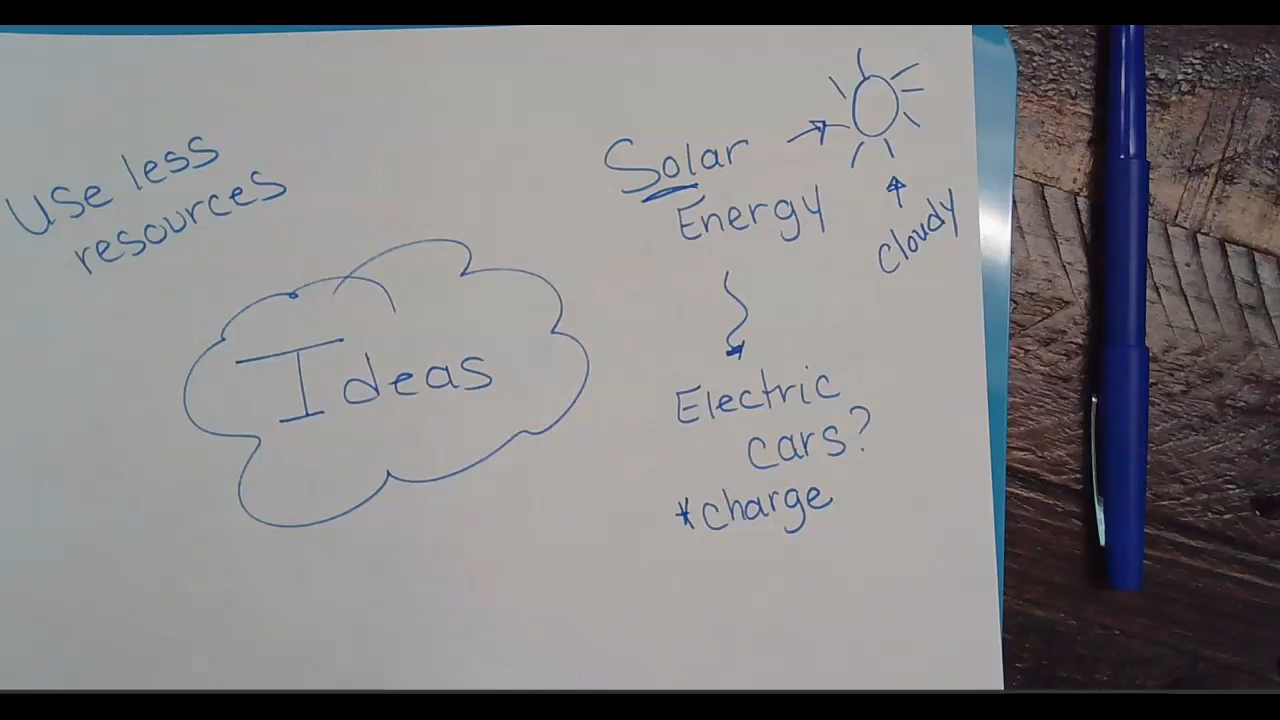 Use less
resources
Ideas
Solar
Energy
cloudy
Electric
cars?
*charge